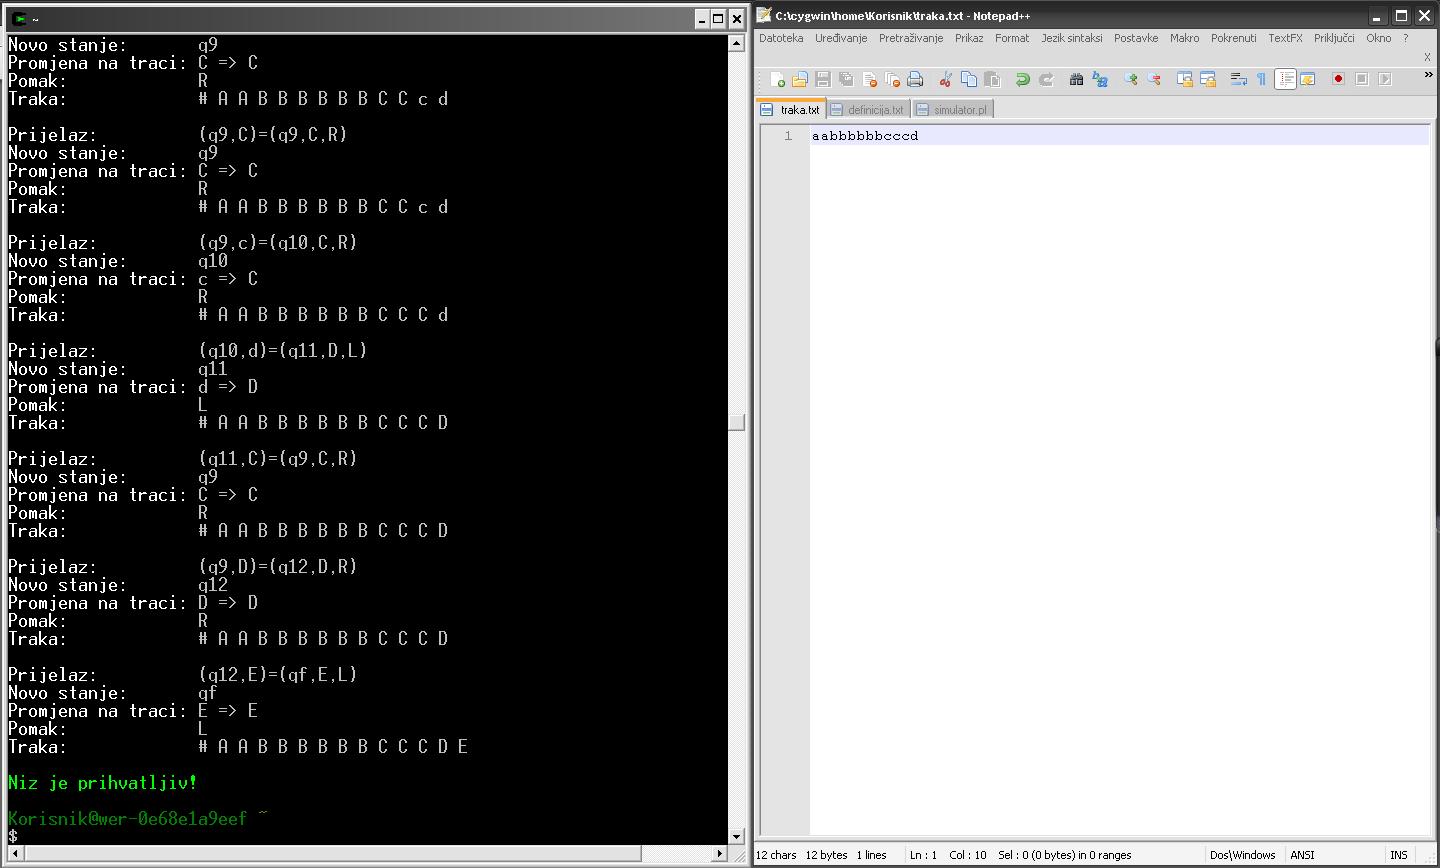 ~
Novo stanje: q9
Promjena na traci: C => C
Pomak: R
Traka: # A A B B B B B B C C c d
Prijelaz: (q9,C)=(q9,C,R)
Novo stanje: q9
Promjena na traci: C => C
Pomak: R
Traka: # A A B B B B B B C C c d
Prijelaz: (q9,c)=(q10,C,R)
Novo stanje: q10
Promjena na traci: c => C
Pomak: R
Traka: # A A B B B B B B C C C d
Prijelaz: (q10,d)=(q11,D,L)
Novo stanje: q11
Promjena na traci: d => D
Pomak: L
Traka: # A A B B B B B B C C C D
Prijelaz: (q11,C)=(q9,C,R)
Novo stanje: q9
Promjena na traci: C => C
Pomak: R
Traka: # A A B B B B B B C C C D
Prijelaz: (q9,D)=(q12,D,R)
Novo stanje: q12
Promjena na traci: D => D
Pomak: R
Traka: # A A B B B B B B C C C D
Prijelaz: (q12,E)=(qf,E,L)
Novo stanje: qf
Promjena na traci: E => E
Pomak: L
Traka: # A A B B B B B B C C C D E
Niz je prihvatljiv!
Korisnik@wer-0e68e1a9eef ~
$
C:\cygwin\home\Korisnik\traka.txt - Notepad++
Datoteka Uređivanje Pretraživanje Prikaz Format Jezik sintaksi Postavke Makro Pokrenuti TextFX Priključci Okno ?
X
traka.txt definicija.txt simulator.pl
1 aabbbbbbcccd
12 chars 12 bytes 1 lines Ln : 1 Col : 10 Sel : 0 (0 bytes) in 0 ranges Dos\Windows ANSI INS